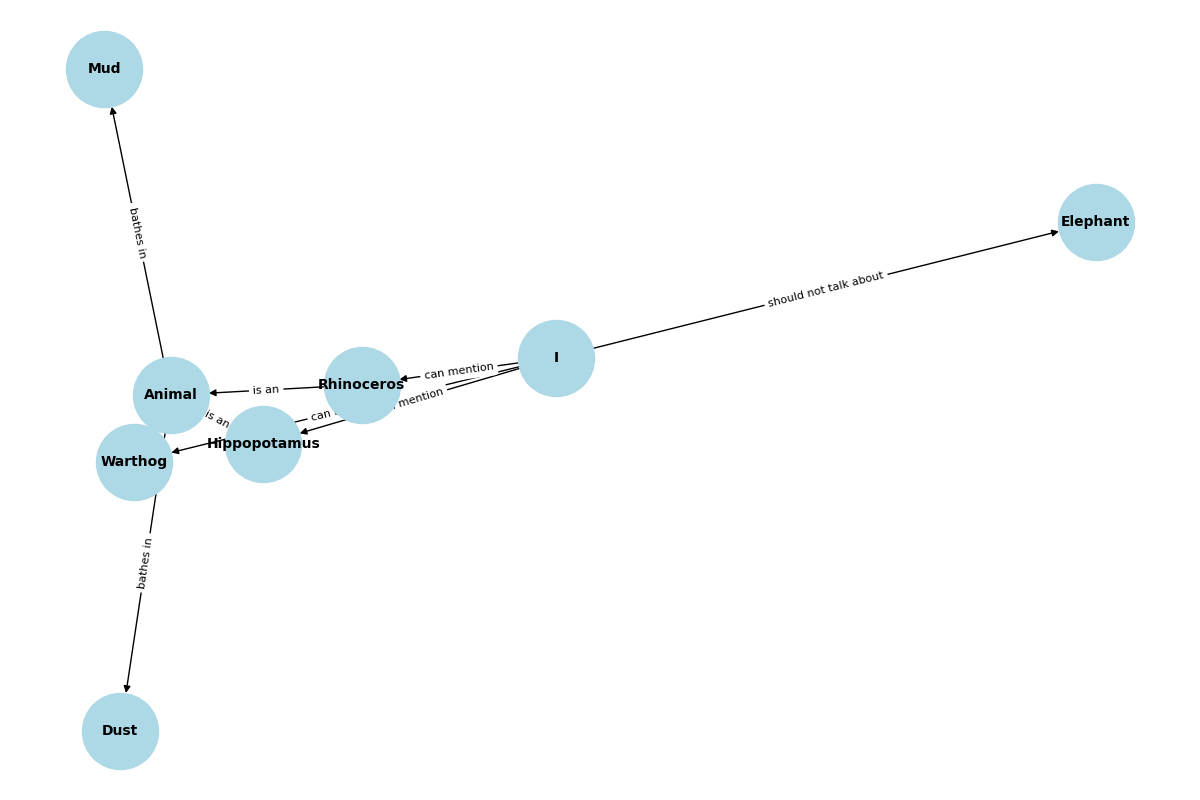 Mud
Elephant
bathes in
should not talk about
can mention
I
Rhinoceros
is an
Animal
mention
can
is an
Hippopotamus
Warthog
bathes in
Dust